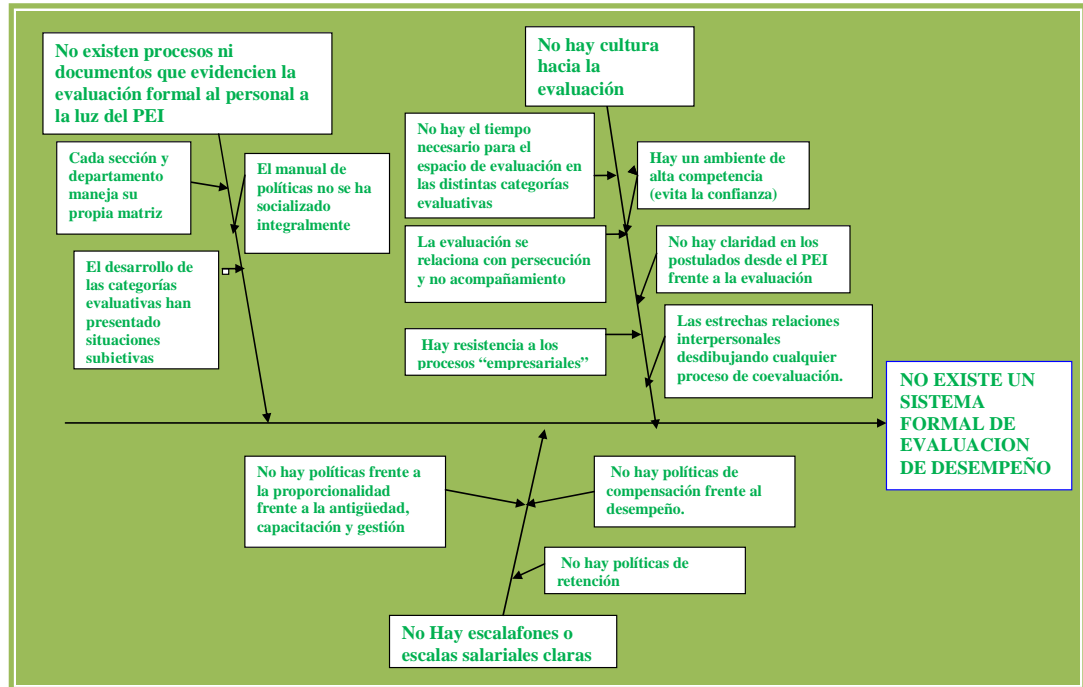 No existen procesos ni
documentos que evidencien la
evaluación formal al personal a
la luz del PEI
Cada sección y
departamento
maneja su
propia matriz
El manual de
políticas no se ha
socializado
integralmente
El desarrollo de
las categorías
evaluativas han
presentado
situaciones
subjetivas
No hay cultura
hacia la
evaluación
No hay el tiempo
necesario para el
espacio de evaluación en
las distintas categorías
evaluativas
Hay un ambiente de
alta competencia
(evita la confianza)
La evaluación se
relaciona con persecución
y no acompañamiento
No hay claridad en los
postulados desde el PEI
frente a la evaluación
Hay resistencia a los
procesos “empresariales”
Las estrechas relaciones
interpersonales
desdibujando cualquier
proceso de coevaluación.
NO EXISTE UN
SISTEMA
FORMAL DE
EVALUACION
DE DESEMPEÑO
No hay políticas frente a
la proporcionalidad
frente a la antigüedad,
capacitación y gestión
No hay políticas de
compensación frente al
desempeño.
No hay políticas de
retención
No Hay escalafones o
escalas salariales claras